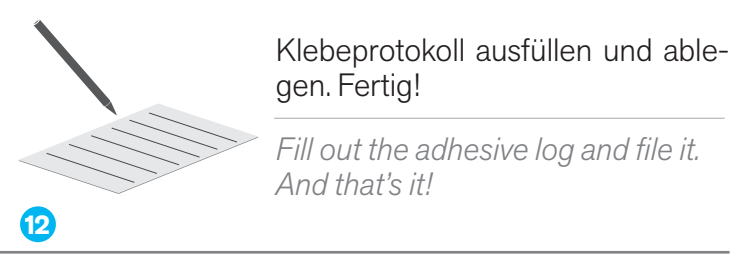 Klebeprotokoll ausfüllen und able-
gen. Fertig!
Fill out the adhesive log and file it.
And that's it!
12